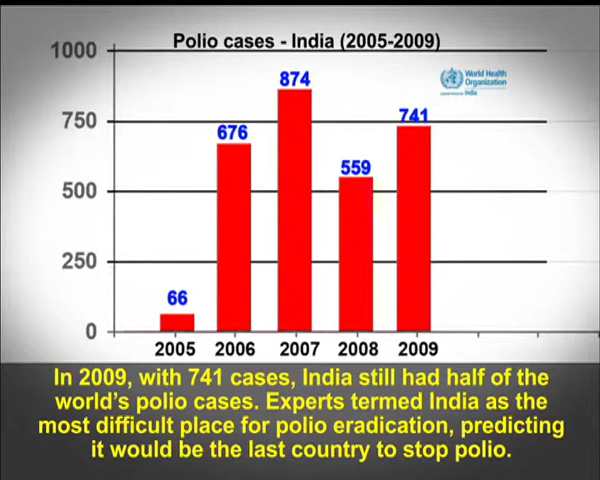 Polio cases - India (2005-2009)
1000
World Health
Organization
India
874
741
750
676
559
500
250
66
0
2005 2006 2007 2008 2009
In 2009, with 741 cases, India still had half of the
world's polio cases. Experts termed India as the
most difficult place for polio eradication, predicting
it would be the last country to stop polio.